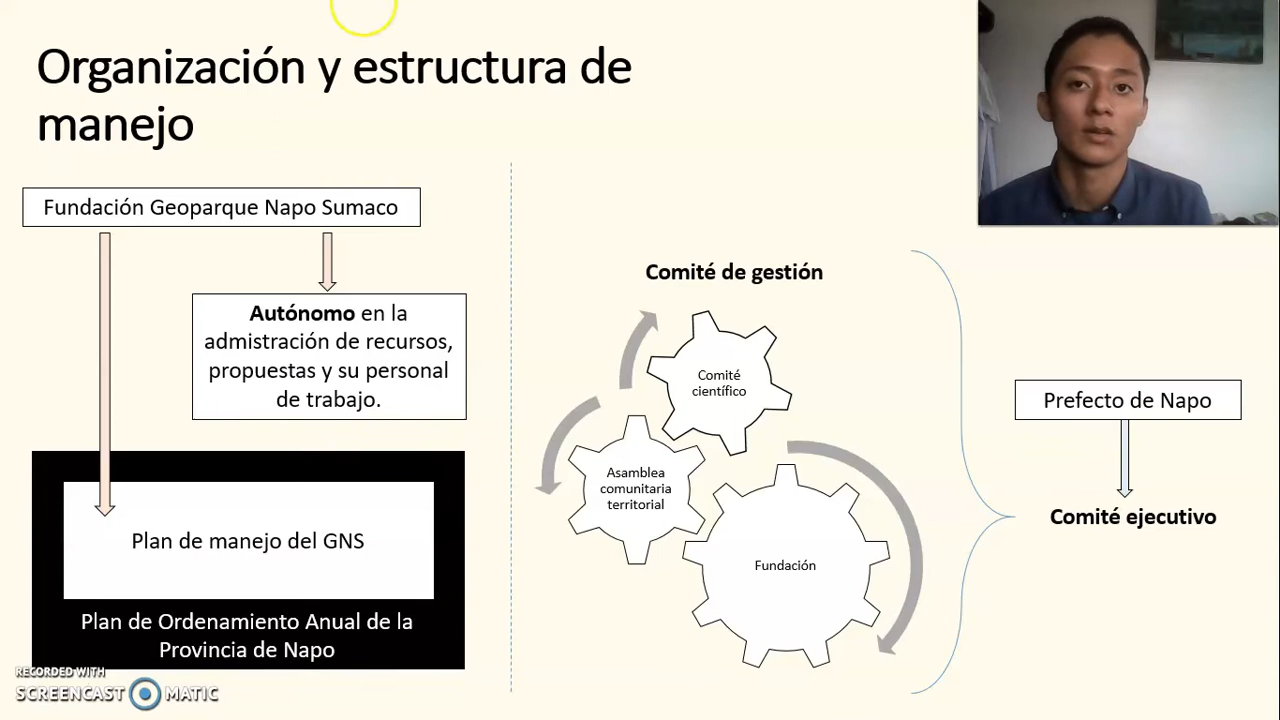 Organización y estructura de
manejo
Fundación Geoparque Napo Sumaco
Autónomo en la
admistración de recursos,
propuestas y su personal
de trabajo.
Plan de manejo del GNS
Plan de Ordenamiento Anual de la
Provincia de Napo
Comité de gestión
Comité
científico
Asamblea
comunitaria
territorial
Fundación
Prefecto de Napo
Comité ejecutivo
RECORDED WITH
SCREENCAST MATIC